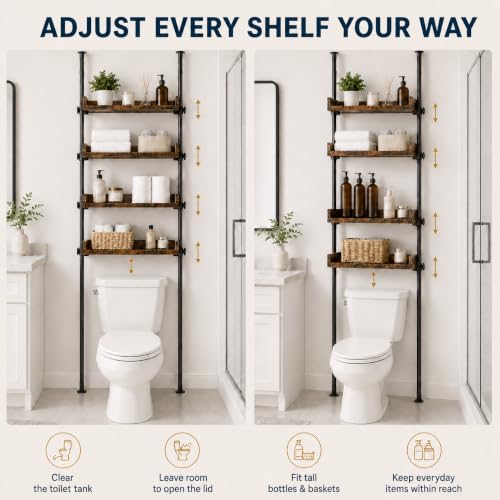 ADJUST EVERY SHELF YOUR WAY
Clear
the toilet tank
Leave room
to open the lid
Fit tall
bottles & baskets
Keep everyday
items within reach